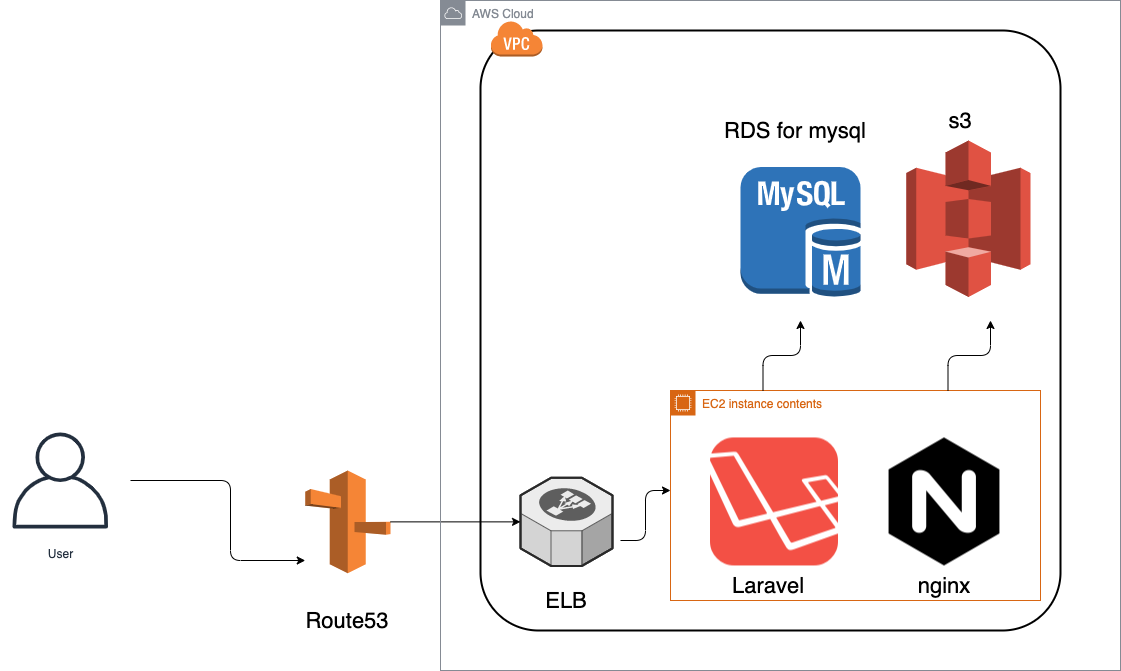 AWS Cloud
VPC
RDS for mysql
s3
MySQL
M
EC2 instance contents
User
Route53
ELB
Laravel
N
nginx